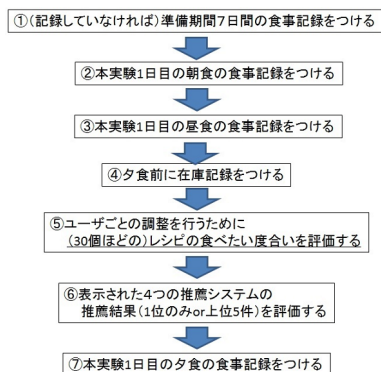 ①(記録していなければ)準備期間7日間の食事記録をつける
②本実験1日目の朝食の食事記録をつける
③本実験1日目の昼食の食事記録をつける
④夕食前に在庫記録をつける
⑤ユーザごとの調整を行うために
(30個ほどの)レシピの食べたい度合いを評価する
⑥表示された4つの推薦システムの
推薦結果(1位のみor上位5件)を評価する
⑦本実験1日目の夕食の食事記録をつける